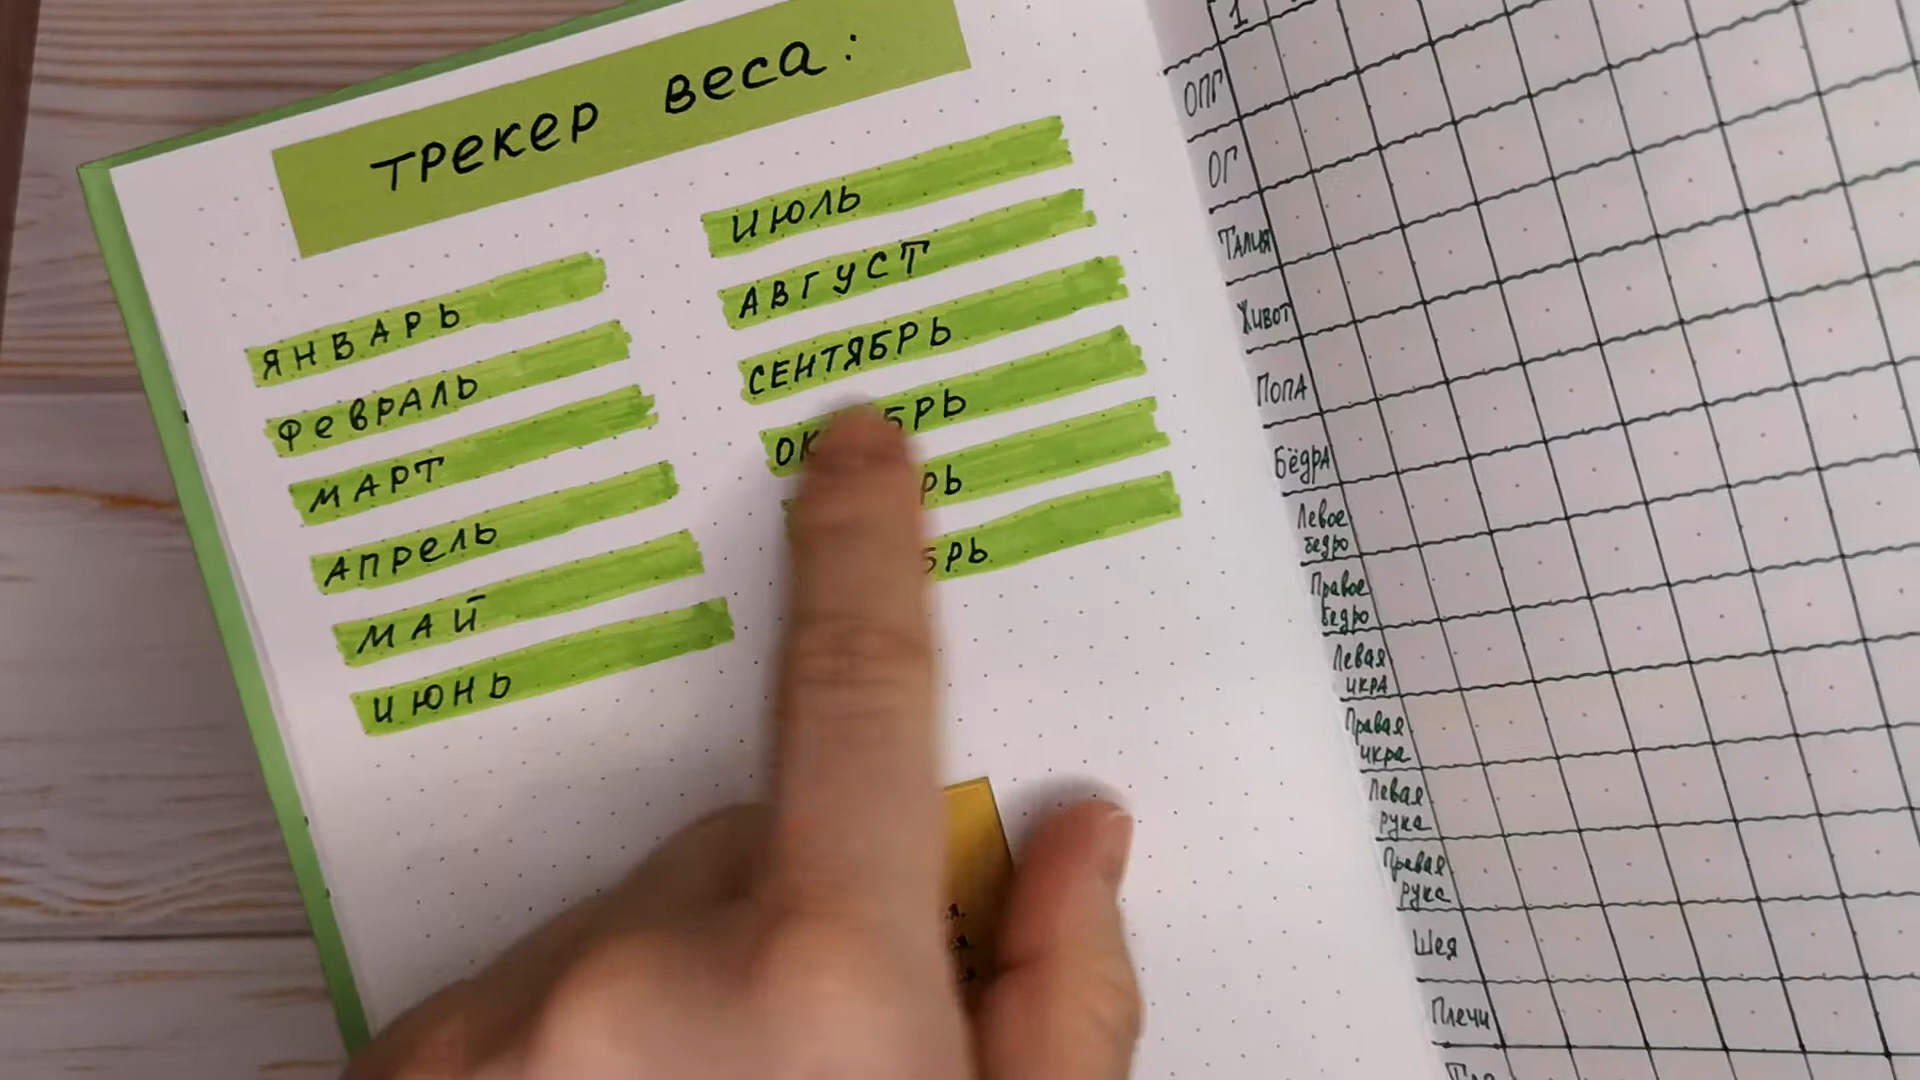 Трекер веса:
ЯНВАРЬ
ФЕВРАЛЬ
МАРТ
АПРЕЛЬ
МАЙ
ИЮНЬ
ИЮЛЬ
АВГУСТ
СЕНТЯБРЬ
1
ОПГ
ОГ
Талия
Живот
Попа
Бёдра
Левое
бедро
Правое
бедро
Левая
икра
Правая
икра
Левая
рука
Правая
рука
Шея
Плечи